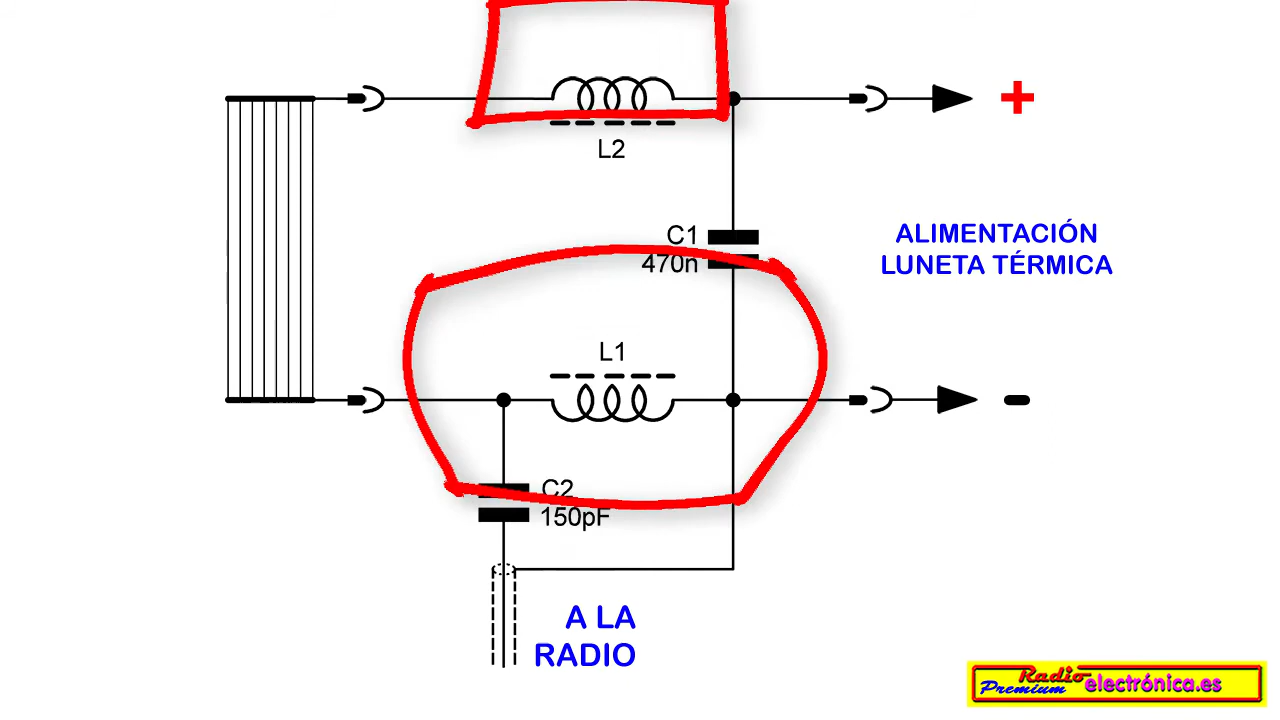 +
L2
C1
470n
ALIMENTACIÓN
LUNETA TÉRMICA
L1
-
C2
150pF
A LA
RADIO
Radio
Premium electrónica.es